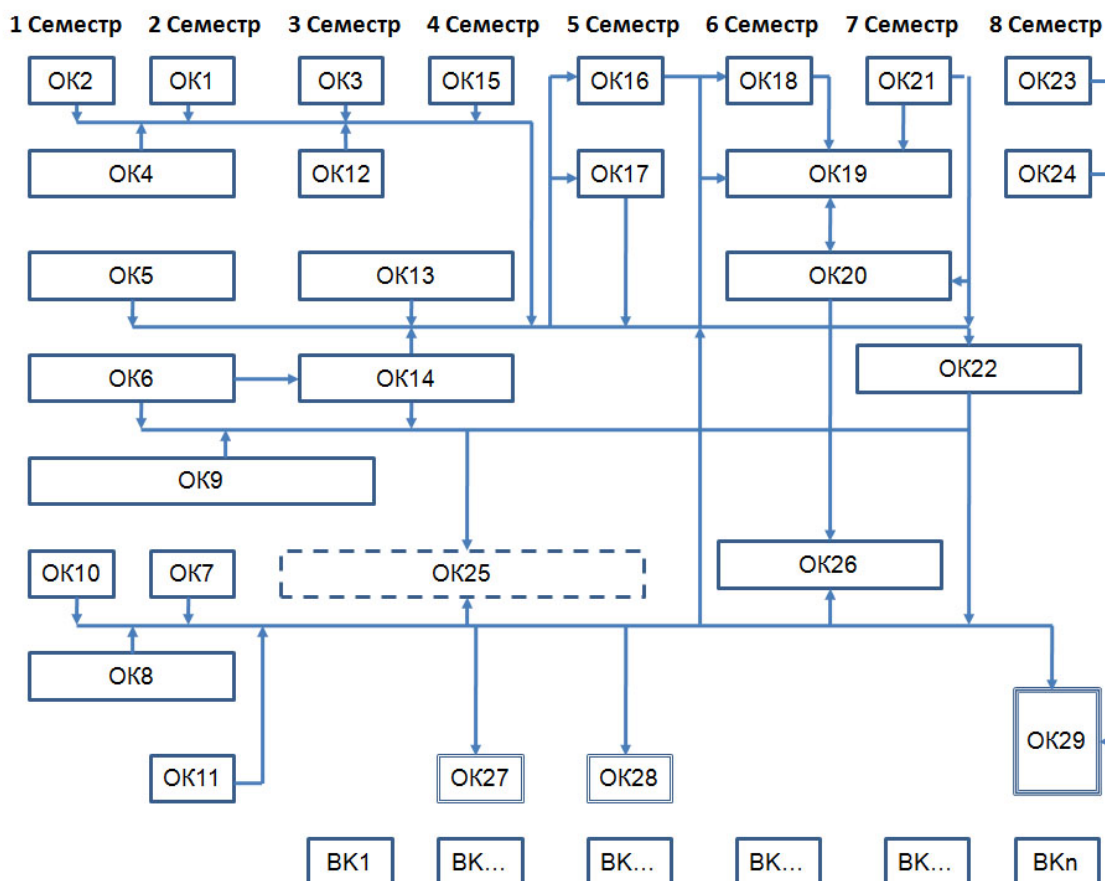 1 Семестр 2 Семестр 3 Семестр 4 Семестр 5 Семестр 6 Семестр 7 Семестр 8 Семестр
ОК2 ОК1 ОК3 ОК15 ОК16 ОК18 ОК21 ОК23
ОК4 ОК12 ОК17 ОК19 ОК24
ОК5 ОК13 ОК20
ОК6 ОК14 ОК22
ОК9
ОК10 ОК7 ОК25 ОК26
ОК8
ОК29
ОК11 ОК27 ОК28
ВК1 ВК... ВК... ВК... ВК... ВКn